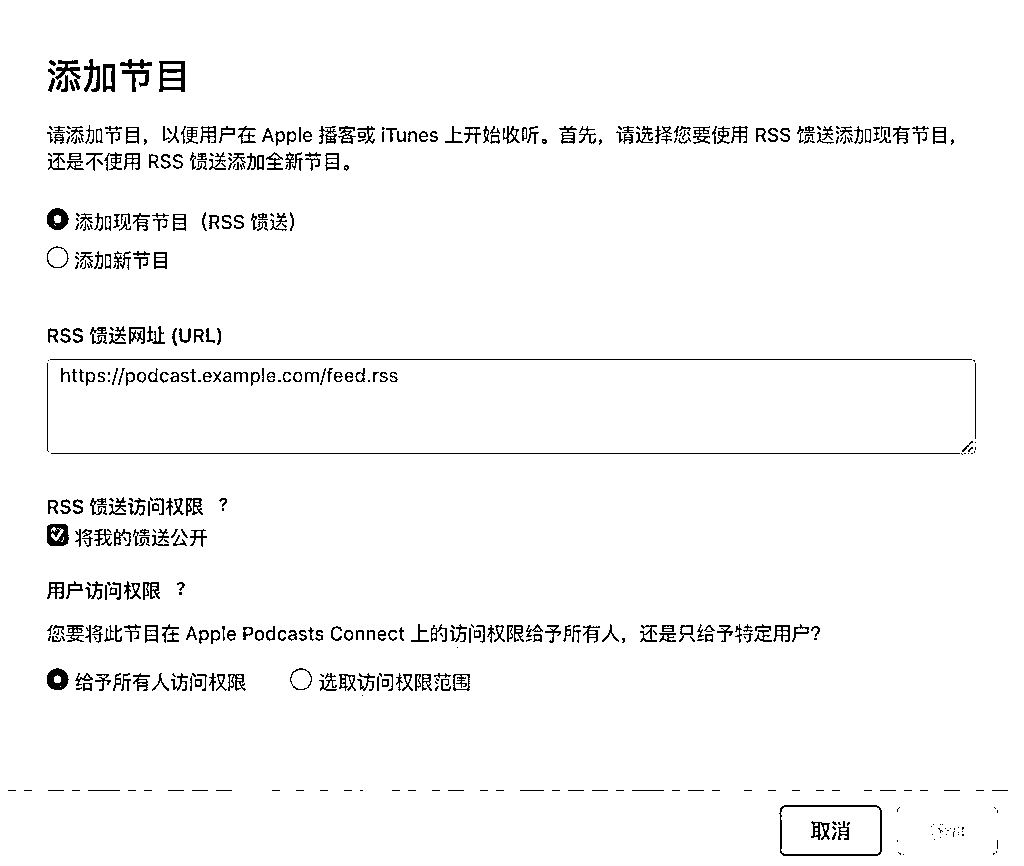 添加节目
请添加节目，以便用户在 Apple 播客或 iTunes 上开始收听。首先，请选择您要使用 RSS 馈送添加现有节目，
还是不使用 RSS 馈送添加全新节目。
添加现有节目（RSS 馈送）
添加新节目
RSS 馈送网址 (URL)
https://podcast.example.com/feed.rss
RSS 馈送访问权限 ?
将我的馈送公开
用户访问权限 ?
您要将此节目在 Apple Podcasts Connect 上的访问权限给予所有人，还是只给予特定用户?
给予所有人访问权限 选取访问权限范围
取消